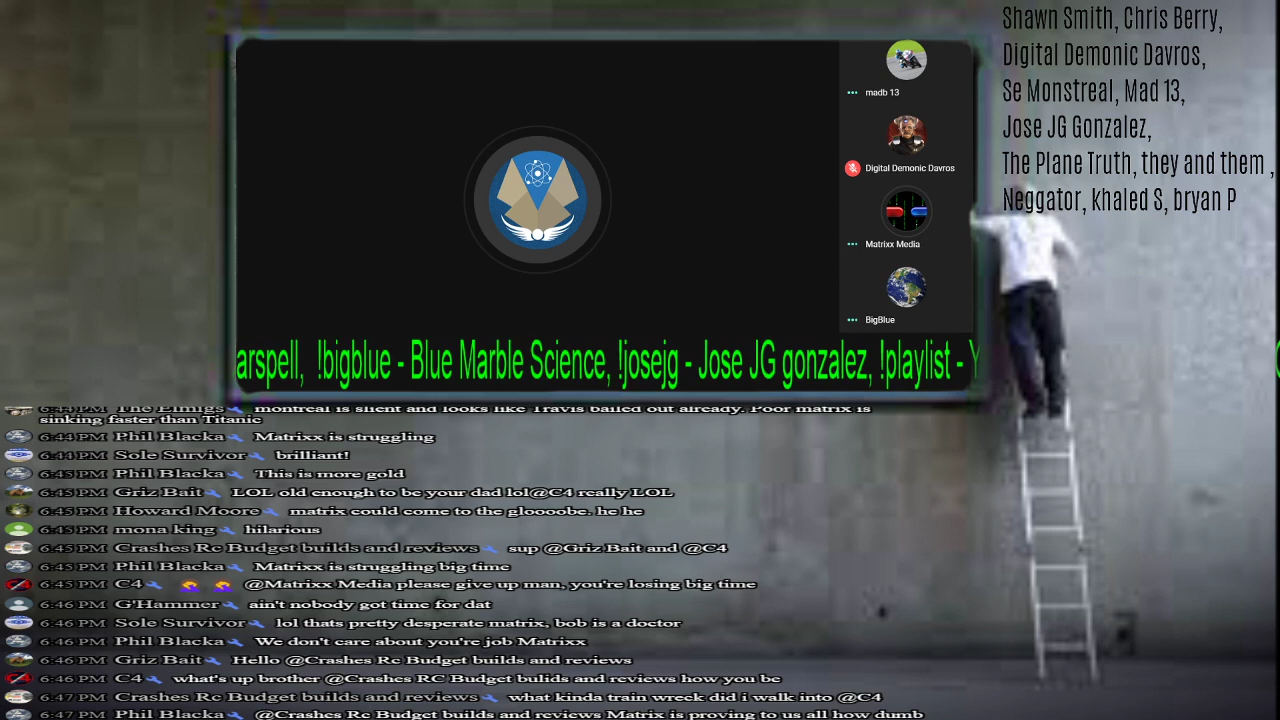 Shawn Smith, Chris Berry,
Digital Demonic Davros,
Se Monstreal, Mad 13,
Jose JG Gonzalez,
The Plane Truth, they and them ,
Neggator, khaled S, bryan P
madb 13
Digital Demonic Davros
Matrixx Media
BigBlue
arspell, !bigblue - Blue Marble Science, !josejg - Jose JG gonzalez, !playlist - Y
6:44 PM The Elmigs montreal is silent and looks like Travis bailed out already. Poor matrix is
sinking faster than Titanic
6:44 PM Phil Blacka Matrixx is struggling
6:44 PM Sole Survivor brilliant!
6:45 PM Phil Blacka This is more gold
6:45 PM Griz Bait LOL old enough to be your dad lol@C4 really LOL
6:45 PM Howard Moore matrix could come to the gloooobe. he he
6:45 PM mona king hilarious
6:45 PM Crashes Rc Budget builds and reviews sup @Griz Bait and @C4
6:45 PM Phil Blacka Matrixx is struggling big time
6:45 PM C4 @Matrixx Media please give up man, you're losing big time
6:46 PM G'Hammer ain't nobody got time for dat
6:46 PM Sole Survivor lol thats pretty desperate matrix, bob is a doctor
6:46 PM Phil Blacka We don't care about you're job Matrixx
6:46 PM Griz Bait Hello @Crashes Rc Budget builds and reviews
6:46 PM C4 what's up brother @Crashes RC Budget bulids and reviews how you be
6:47 PM Crashes Rc Budget builds and reviews what kinda train wreck did i walk into @C4
6:47 PM Phil Blacka @Crashes Rc Budget builds and reviews Matrix is proving to us all how dumb